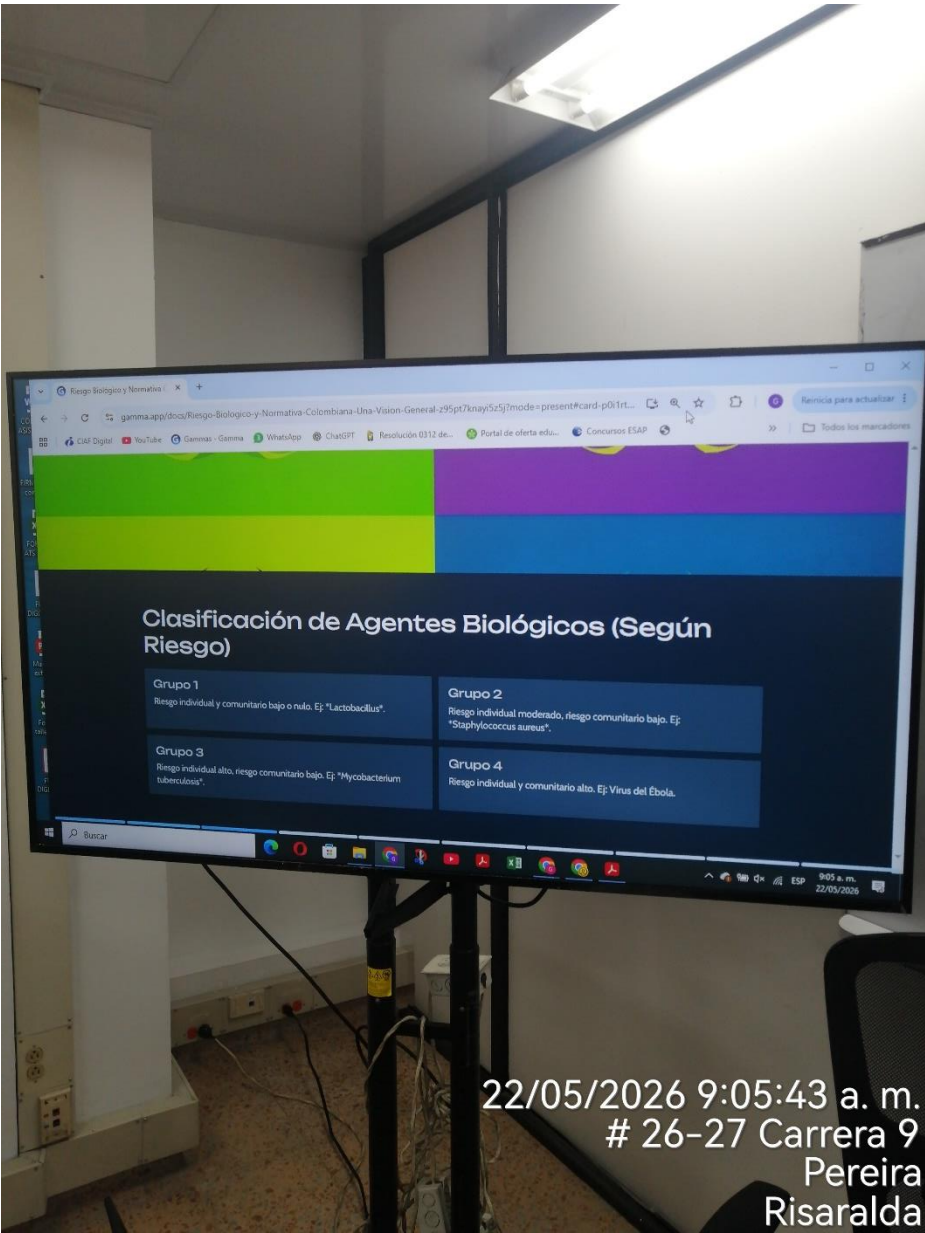 Riesgo Biologico y Normativa
gamma.app/docs/Riesgo-Biologico-y-Normativa-Colombiana-Una-Vision-General-z95pt7knayi5z5j?mode=present#card-p0i1rt...
Reinicia para actualizar
CIAF Digital
YouTube
Gammas - Gamma
WhatsApp
ChatGPT
Resolución 0312 de...
Portal de oferta edu...
Concursos ESAP
Todos los marcadores
Clasificación de Agentes Biológicos (Según
Riesgo)
Grupo 1
Riesgo individual y comunitario bajo o nulo. Ej: *Lactobacillus*.
Grupo 2
Riesgo individual moderado, riesgo comunitario bajo. Ej:
*Staphylococcus aureus*.
Grupo 3
Riesgo individual alto, riesgo comunitario bajo. Ej: *Mycobacterium
tuberculosis*.
Grupo 4
Riesgo individual y comunitario alto. Ej: Virus del Ébola.
Buscar
ESP
9:05 a. m.
22/05/2026
22/05/2026 9:05:43 a. m.
# 26-27 Carrera 9
Pereira
Risaralda